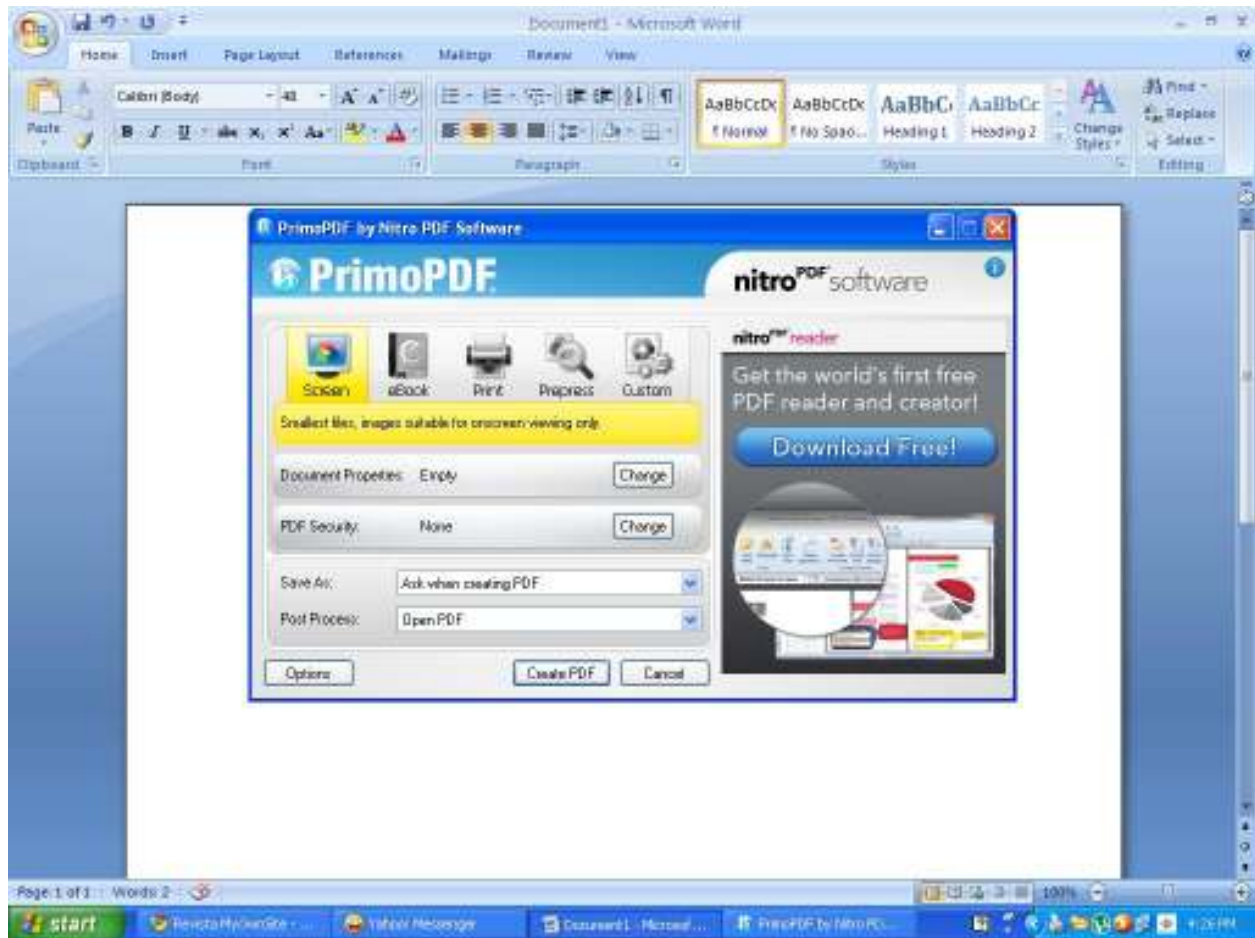 Document1 - Microsoft Word
Home Insert Page Layout References Mailings Review View
Calibri (Body)
Paste
AaBbCcDc AaBbCcDc AaBbC AaBbCc
¶ Normal ¶ No Spac... Heading 1 Heading 2
Change Styles
Find
Replace
Select
Clipboard Font Paragraph Styles Editing
PrimoPDF by Nitro PDF Software
PrimoPDF
nitro PDF software
Screen eBook Print Prepress Custom
Smallest files, images suitable for onscreen viewing only
Document Properties: Empty Change
PDF Security: None Change
Save As: Ask when creating PDF
Post Process: Open PDF
Options Create PDF Cancel
nitro PDF reader
Get the world's first free
PDF reader and creator!
Download Free!
Page: 1 of 1 Words: 2 100%
start Yahoo! Messenger Document1 - Microsof... PrimoPDF by Nitro PD... 4:26 PM